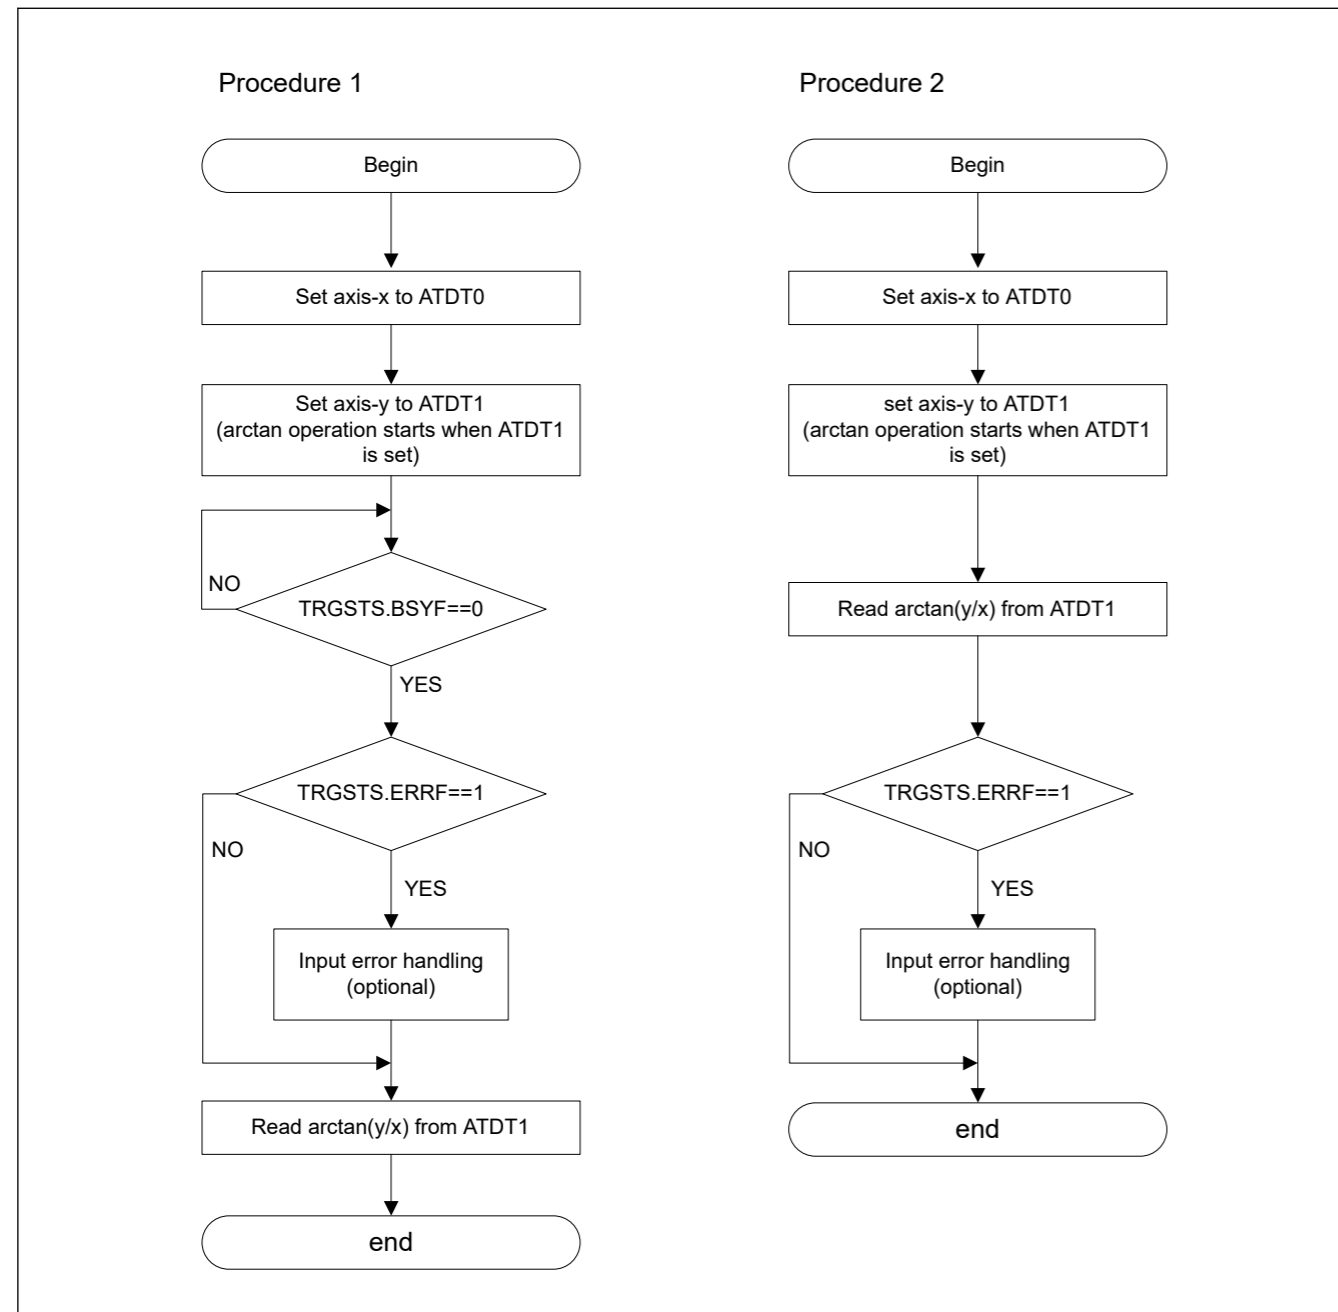 Procedure 1
Begin
Set axis-x to ATDT0
Set axis-y to ATDT1
(arctan operation starts when ATDT1
is set)
NO
TRGSTS.BSYF==0
YES
TRGSTS.ERRF==1
NO
YES
Input error handling
(optional)
Read arctan(y/x) from ATDT1
end
Procedure 2
Begin
Set axis-x to ATDT0
set axis-y to ATDT1
(arctan operation starts when ATDT1
is set)
Read arctan(y/x) from ATDT1
TRGSTS.ERRF==1
NO
YES
Input error handling
(optional)
end